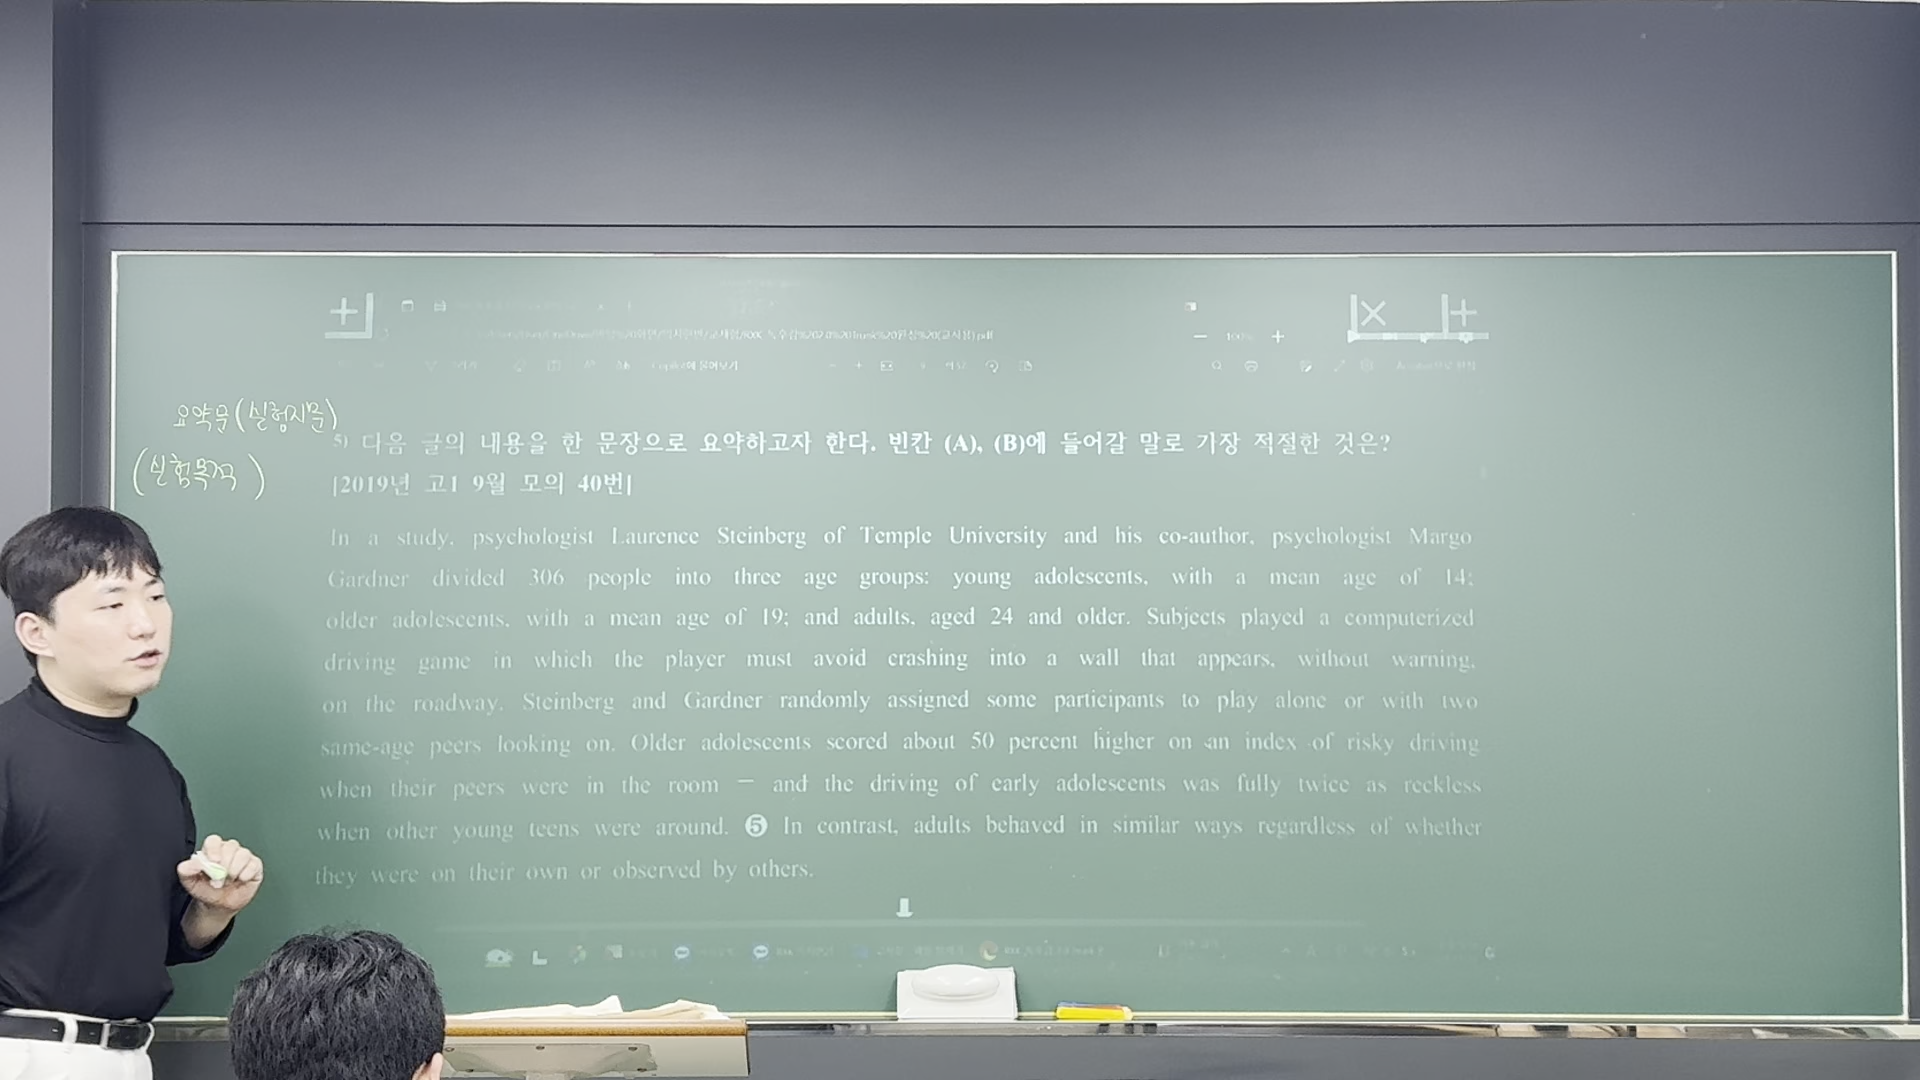 요약문(실험지문)
(실험목적 )
5) 다음 글의 내용을 한 문장으로 요약하고자 한다. 빈칸 (A), (B)에 들어갈 말로 가장 적절한 것은?
[2019년 고1 9월 모의 40번]
In a study, psychologist Laurence Steinberg of Temple University and his co-author, psychologist Margo
Gardner divided 306 people into three age groups: young adolescents, with a mean age of 14;
older adolescents, with a mean age of 19; and adults, aged 24 and older. Subjects played a computerized
driving game in which the player must avoid crashing into a wall that appears, without warning,
on the roadway. Steinberg and Gardner randomly assigned some participants to play alone or with two
same-age peers looking on. Older adolescents scored about 50 percent higher on an index of risky driving
when their peers were in the room — and the driving of early adolescents was fully twice as reckless
when other young teens were around. ❺ In contrast, adults behaved in similar ways regardless of whether
they were on their own or observed by others.